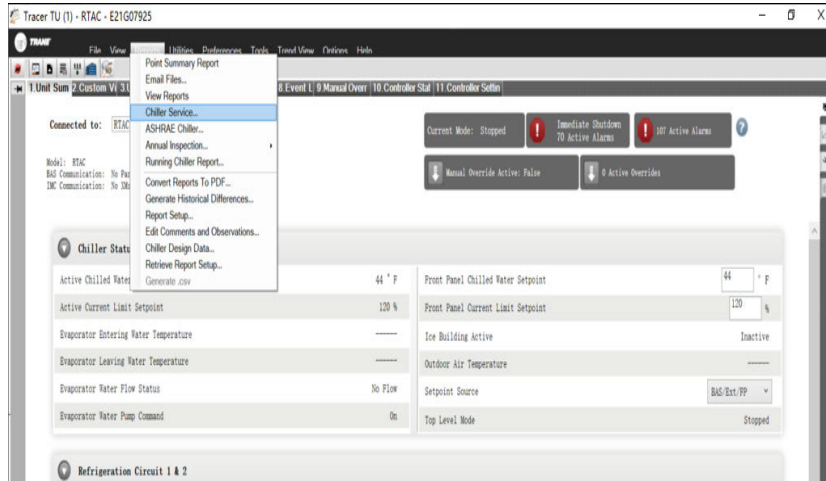 Tracer TU (1) - RTAC - E21G07925
TRANE
File View Utilities Preferences Tools Trend View Options Help
Point Summary Report
Email Files...
View Reports
Chiller Service...
ASHRAE Chiller...
Annual Inspection...
Running Chiller Report...
Convert Reports To PDF...
Generate Historical Differences...
Report Setup...
Edit Comments and Observations...
Chiller Design Data...
Retrieve Report Setup...
Generate .csv
1.Unit Sum 2.Custom Vi 3.U 8.Event L 9.Manual Overr 10.Controller Stat 11.Controller Settin
Connected to: RTAC
Current Mode: Stopped
Immediate Shutdown
70 Active Alarms
107 Active Alarms
Model: RTAC
BAS Communication: No Pa
IMC Communication: No
Manual Override Active: False
0 Active Overrides
Chiller Statu
Active Chilled Water 44 ° F
Active Current Limit Setpoint 120 %
Evaporator Entering Water Temperature -----
Evaporator Leaving Water Temperature -----
Evaporator Water Flow Status No Flow
Evaporator Water Pump Command On
Front Panel Chilled Water Setpoint 44 ° F
Front Panel Current Limit Setpoint 120 %
Ice Building Active Inactive
Outdoor Air Temperature -----
Setpoint Source BAS/Ext/FP
Top Level Mode Stopped
Refrigeration Circuit 1 & 2